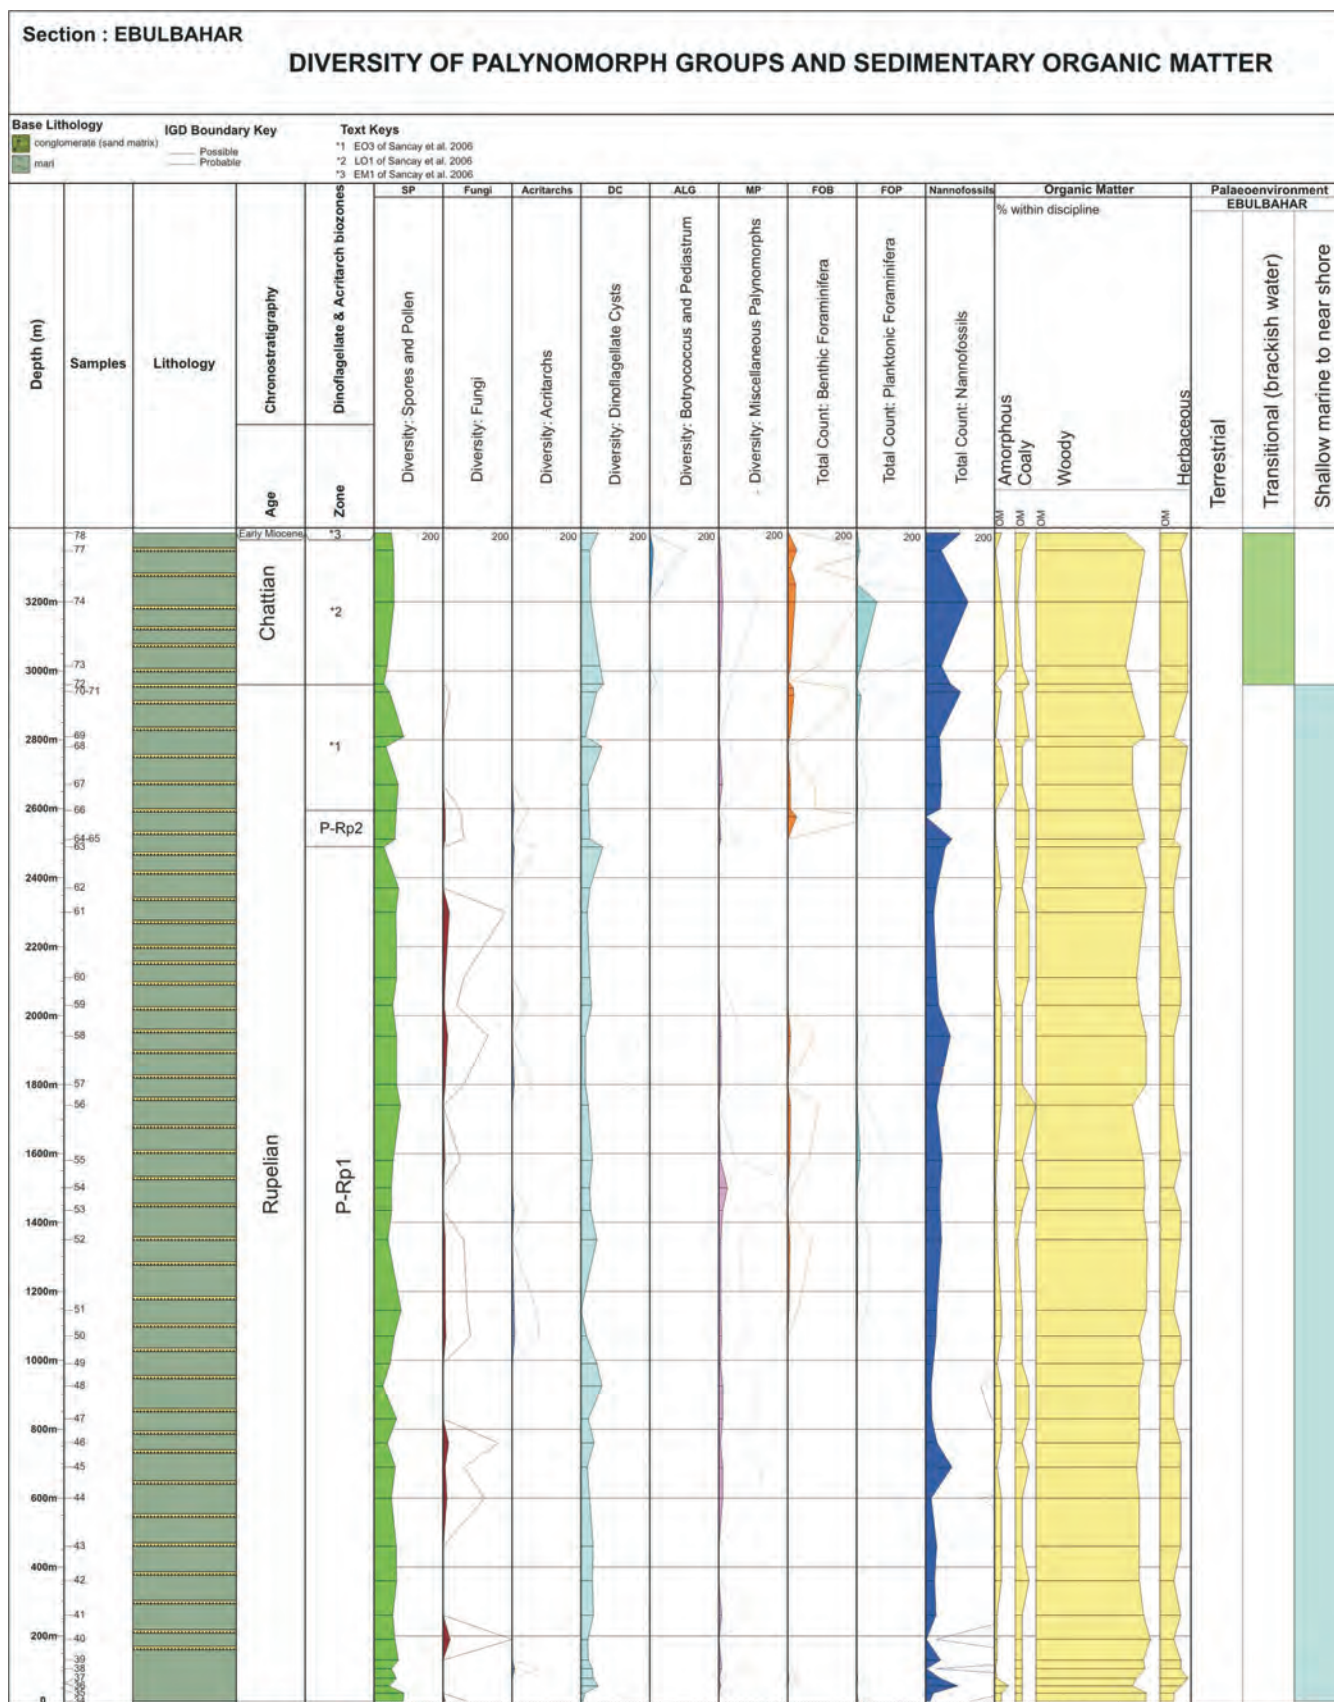 Section : EBULBAHAR
DIVERSITY OF PALYNOMORPH GROUPS AND SEDIMENTARY ORGANIC MATTER
Base Lithology
conglomerate (sand matrix)
marl
IGD Boundary Key
Possible
Probable
Text Keys
*1 EO3 of Sancay et al. 2006
*2 LO1 of Sancay et al. 2006
*3 EM1 of Sancay et al. 2006
Depth (m)
Samples
Lithology
Chronostratigraphy
Age
Dinoflagellate & Acritarch biozones
Zone
SP
Fungi
Acritarchs
DC
ALG
MP
FOB
FOP
Nannofossils
Organic Matter
Palaeoenvironment
EBULBAHAR
% within discipline
Diversity: Spores and Pollen
Diversity: Fungi
Diversity: Acritarchs
Diversity: Dinoflagellate Cysts
Diversity: Botryococcus and Pediastrum
Diversity: Miscellaneous Palynomorphs
Total Count: Benthic Foraminifera
Total Count: Planktonic Foraminifera
Total Count: Nannofossils
Amorphous
Coaly
Woody
Herbaceous
OM
OM
OM
OM
Terrestrial
Transitional (brackish water)
Shallow marine to near shore
200
200
200
200
200
200
200
200
200
Early Miocene
*3
Chattian
*2
*1
P-Rp2
Rupelian
P-Rp1
78
77
3200m
74
73
3000m
72
70-71
69
2800m
68
67
2600m
66
64-65
63
2400m
62
61
2200m
60
59
2000m
58
57
1800m
56
1600m
55
54
53
1400m
52
1200m
51
50
1000m
49
48
47
800m
46
45
600m
44
43
400m
42
41
200m
40
39
38
37
36
0